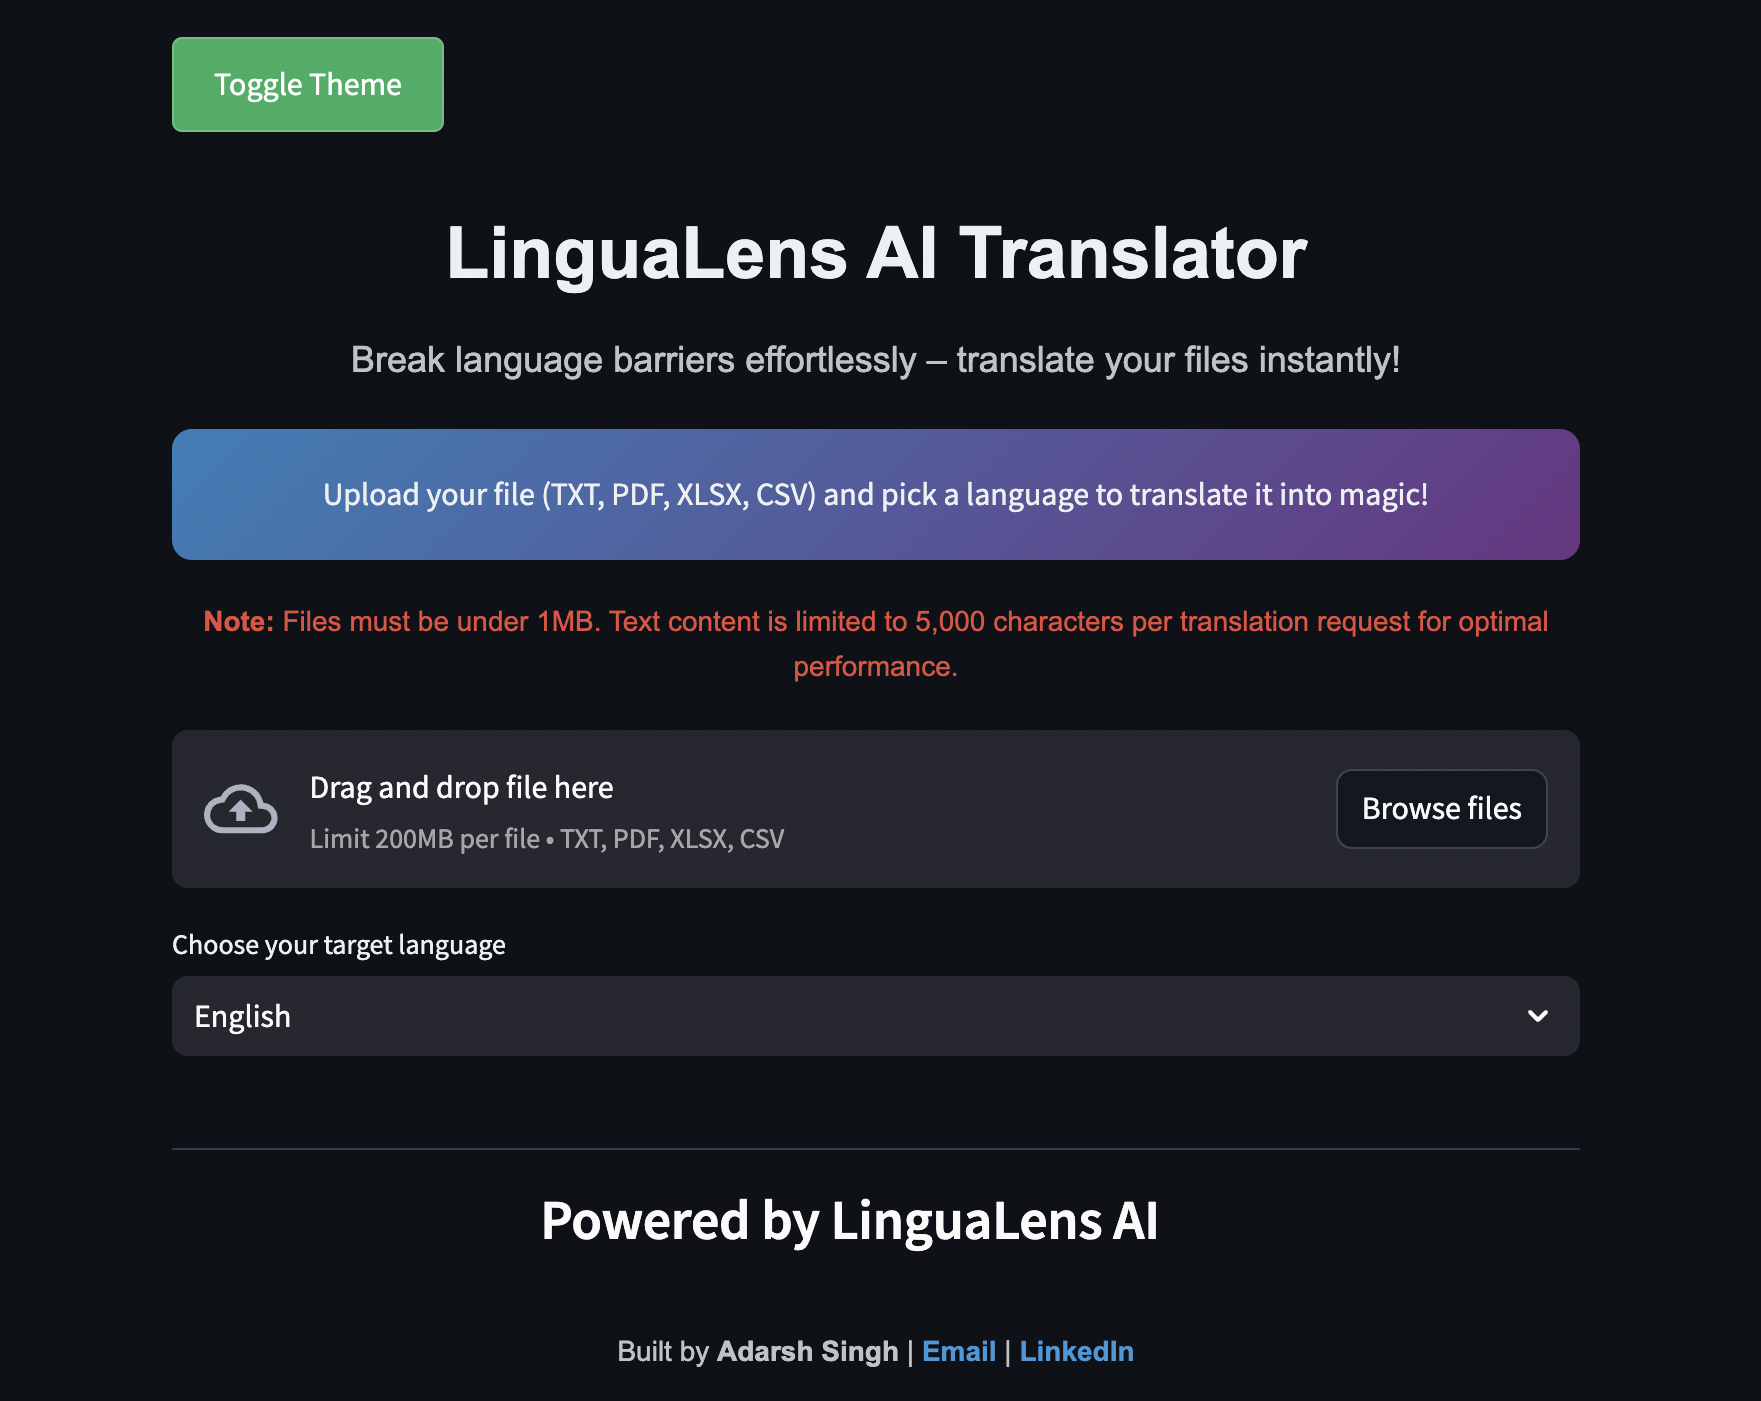 Toggle Theme
LinguaLens AI Translator
Break language barriers effortlessly – translate your files instantly!
Upload your file (TXT, PDF, XLSX, CSV) and pick a language to translate it into magic!
Note: Files must be under 1MB. Text content is limited to 5,000 characters per translation request for optimal
performance.
Drag and drop file here
Limit 200MB per file • TXT, PDF, XLSX, CSV
Browse files
Choose your target language
English
Powered by LinguaLens AI
Built by Adarsh Singh | Email | LinkedIn